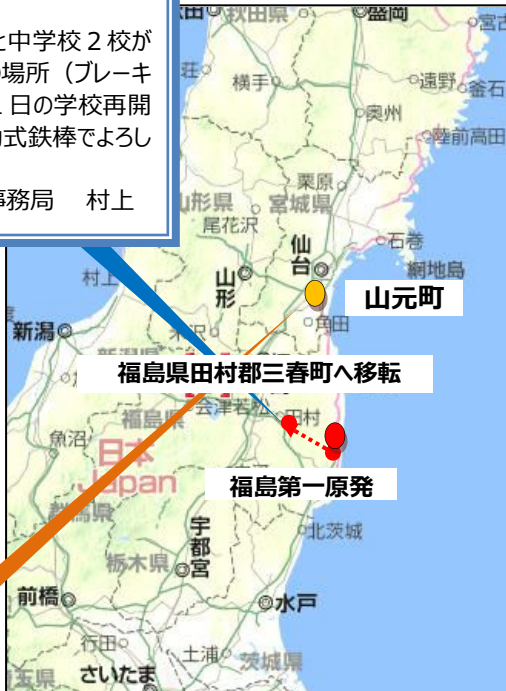 と中学校２校が
場所（ブレーキ
日の学校再開
式鉄棒でよろし
事務局　村上
秋田県
盛岡
宮古
横手
遠野
釜石
奥州
陸前高田
栗原
山形県
宮城県
尾花沢
石巻
仙台
網地島
村上
山形
山元町
角田
新潟
米沢
福島県田村郡三春町へ移転
会津若松
田村
福島県
魚沼
日本
Japan
福島第一原発
群馬県
北茨城
宇都宮
栃木県
前橋
水戸
行田
土浦
茨城県
さいたま